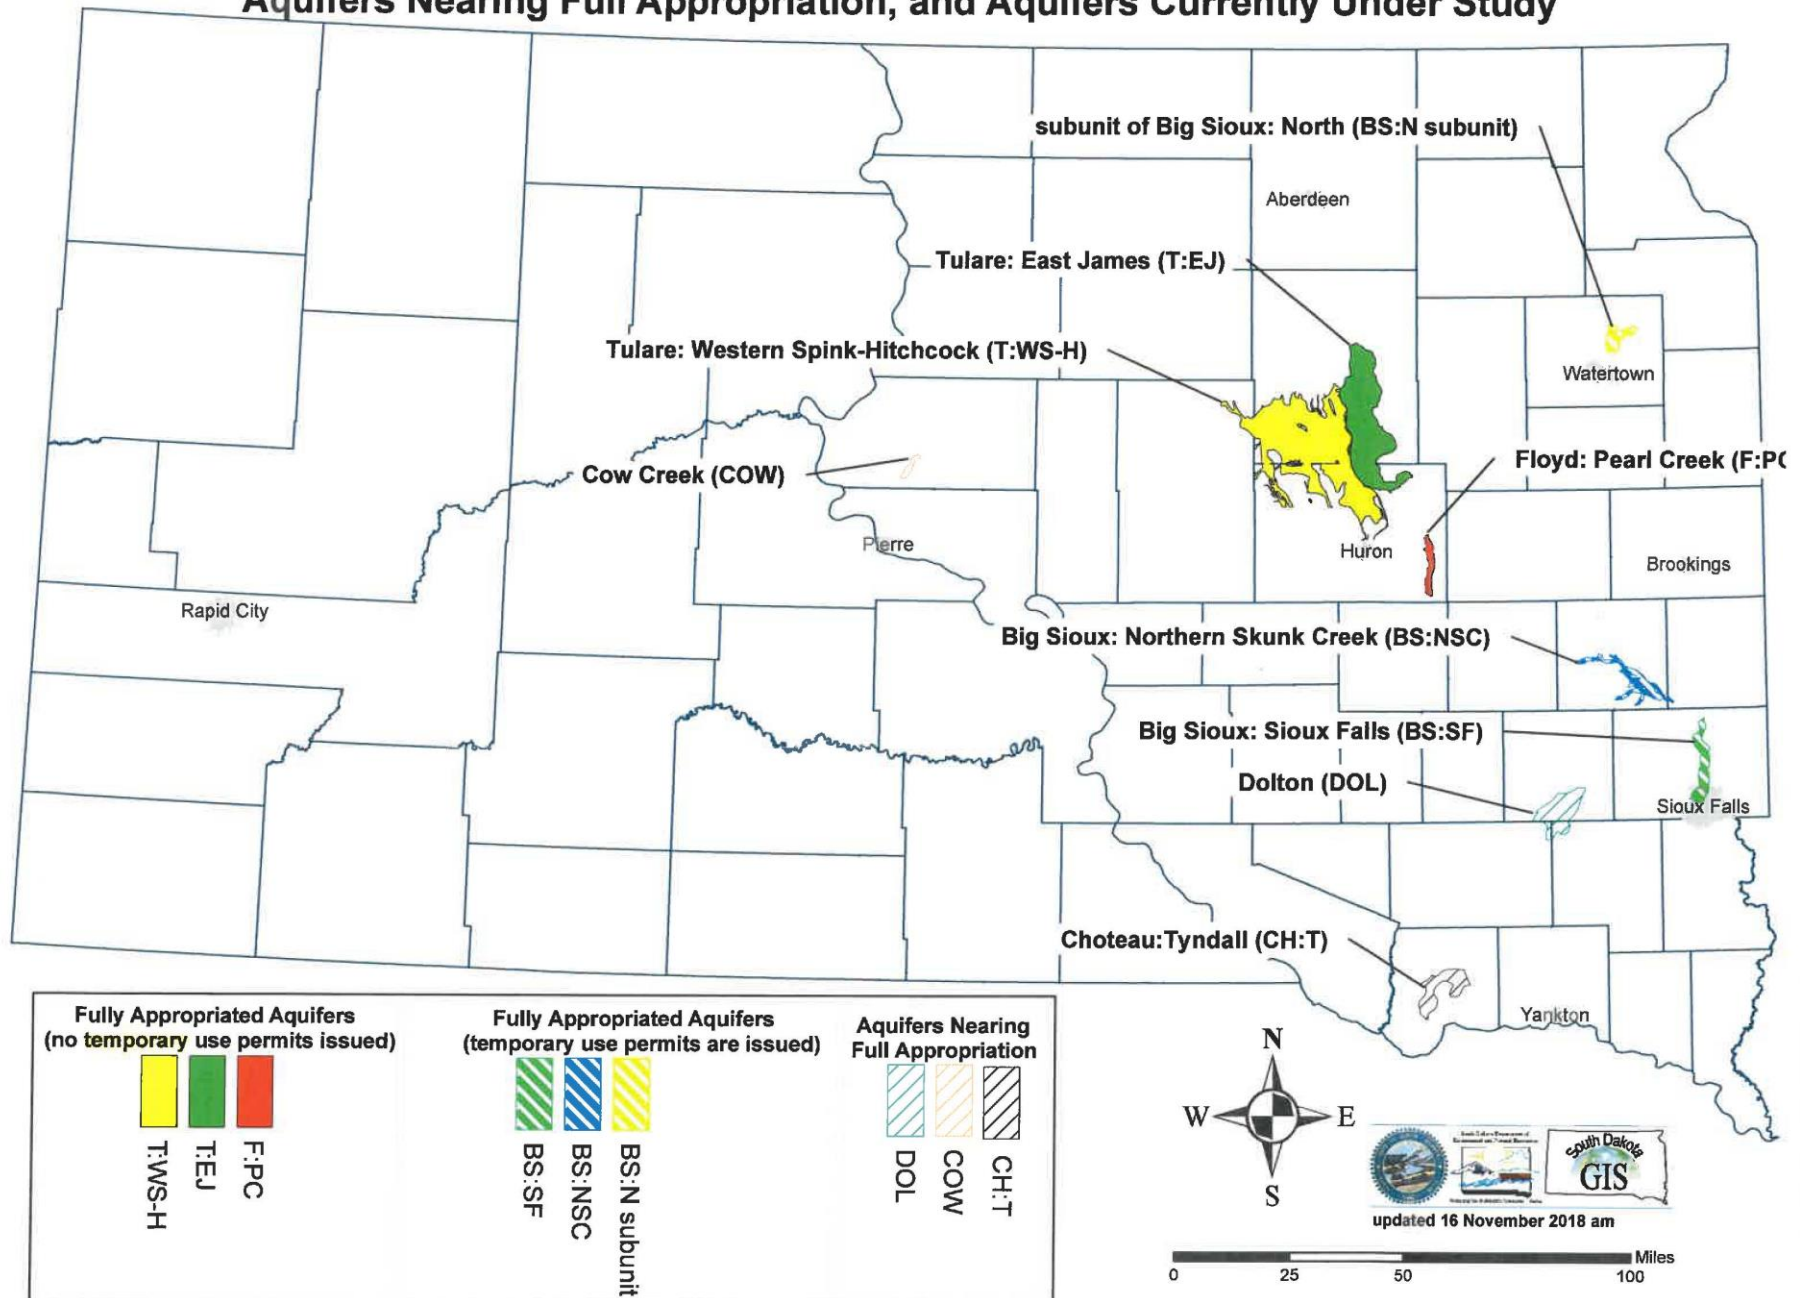 Aquifers Nearing Full Appropriation, and Aquifers Currently Under Study
subunit of Big Sioux: North (BS:N subunit)
Aberdeen
Tulare: East James (T:EJ)
Tulare: Western Spink-Hitchcock (T:WS-H)
Watertown
Cow Creek (COW)
Floyd: Pearl Creek (F:PC
Pierre
Huron
Brookings
Rapid City
Big Sioux: Northern Skunk Creek (BS:NSC)
Big Sioux: Sioux Falls (BS:SF)
Dolton (DOL)
Sioux Falls
Choteau:Tyndall (CH:T)
Yankton
Fully Appropriated Aquifers
(no temporary use permits issued)
T:WS-H
T:EJ
F:PC
Fully Appropriated Aquifers
(temporary use permits are issued)
BS:SF
BS:NSC
BS:N subunit
Aquifers Nearing
Full Appropriation
DOL
COW
CH:T
N
W E
S
South Dakota
GIS
updated 16 November 2018 am
Miles
0 25 50 100